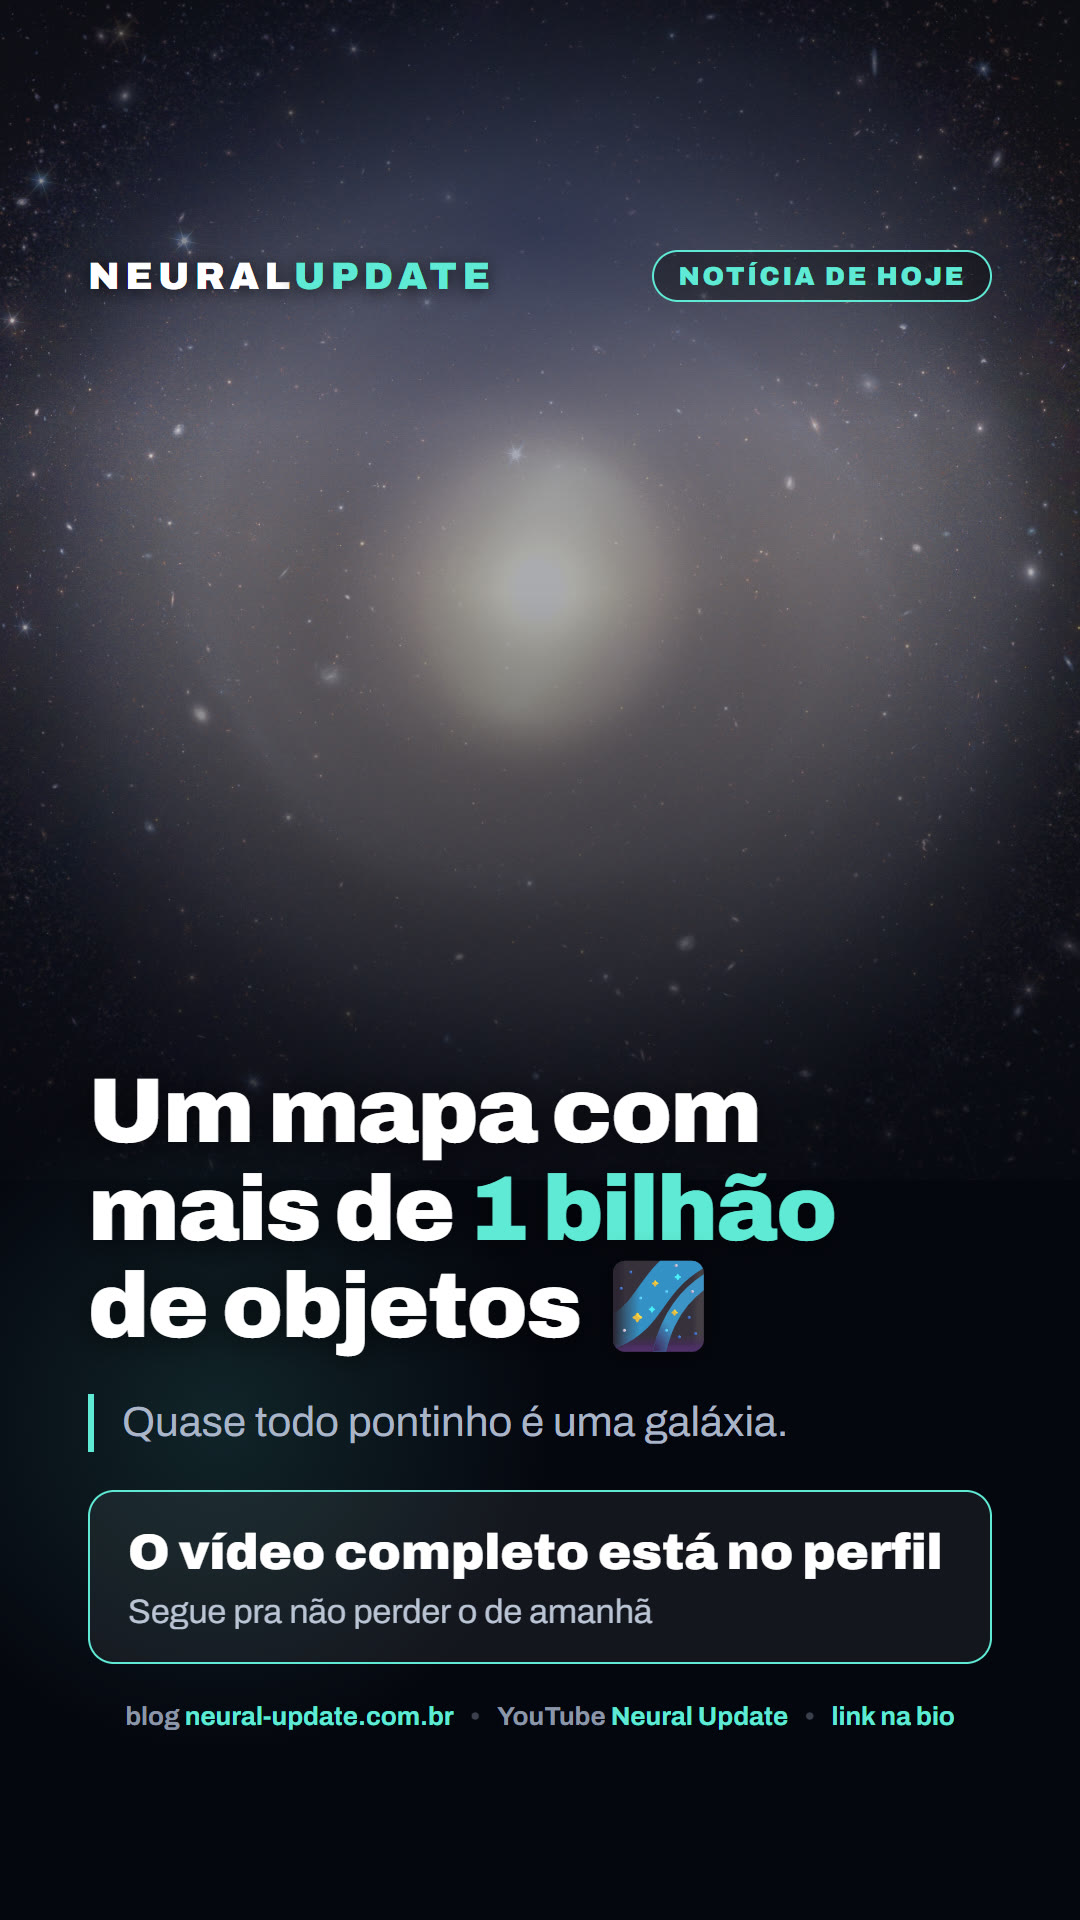 NEURALUPDATE
NOTÍCIA DE HOJE
Um mapa com
mais de 1 bilhão
de objetos
Quase todo pontinho é uma galáxia.
O vídeo completo está no perfil
Segue pra não perder o de amanhã
blog neural-update.com.br • YouTube Neural Update • link na bio